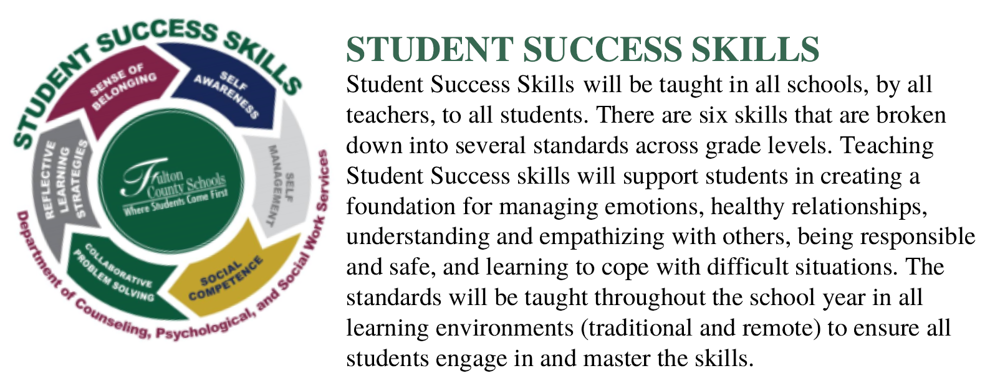 STUDENT SUCCESS SKILLS
SENSE OF
BELONGING
SELF
AWARENESS
SELF
MANAGEMENT
SOCIAL
COMPETENCE
COLLABORATIVE
PROBLEM SOLVING
REFLECTIVE
LEARNING
STRATEGIES
Fulton
County Schools
Where Students Come First
Department of Counseling, Psychological, and Social Work Services
STUDENT SUCCESS SKILLS
Student Success Skills will be taught in all schools, by all
teachers, to all students. There are six skills that are broken
down into several standards across grade levels. Teaching
Student Success skills will support students in creating a
foundation for managing emotions, healthy relationships,
understanding and empathizing with others, being responsible
and safe, and learning to cope with difficult situations. The
standards will be taught throughout the school year in all
learning environments (traditional and remote) to ensure all
students engage in and master the skills.